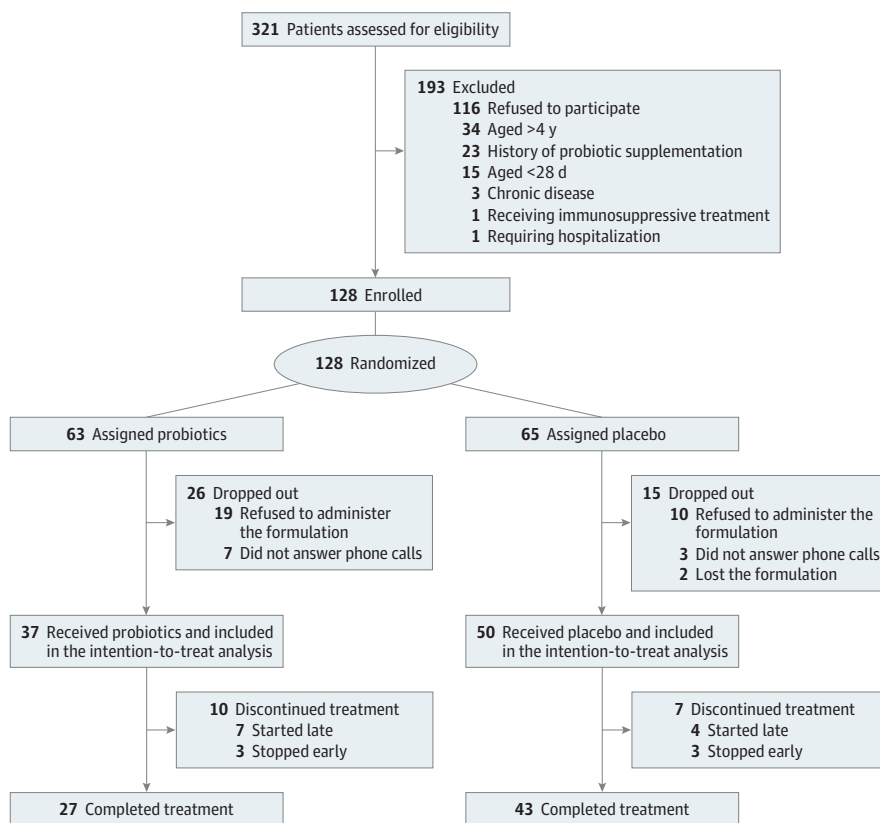 321 Patients assessed for eligibility
193 Excluded
116 Refused to participate
34 Aged >4 y
23 History of probiotic supplementation
15 Aged <28 d
3 Chronic disease
1 Receiving immunosuppressive treatment
1 Requiring hospitalization
128 Enrolled
128 Randomized
63 Assigned probiotics
65 Assigned placebo
26 Dropped out
19 Refused to administer
the formulation
7 Did not answer phone calls
15 Dropped out
10 Refused to administer the
formulation
3 Did not answer phone calls
2 Lost the formulation
37 Received probiotics and included
in the intention-to-treat analysis
50 Received placebo and included
in the intention-to-treat analysis
10 Discontinued treatment
7 Started late
3 Stopped early
7 Discontinued treatment
4 Started late
3 Stopped early
27 Completed treatment
43 Completed treatment